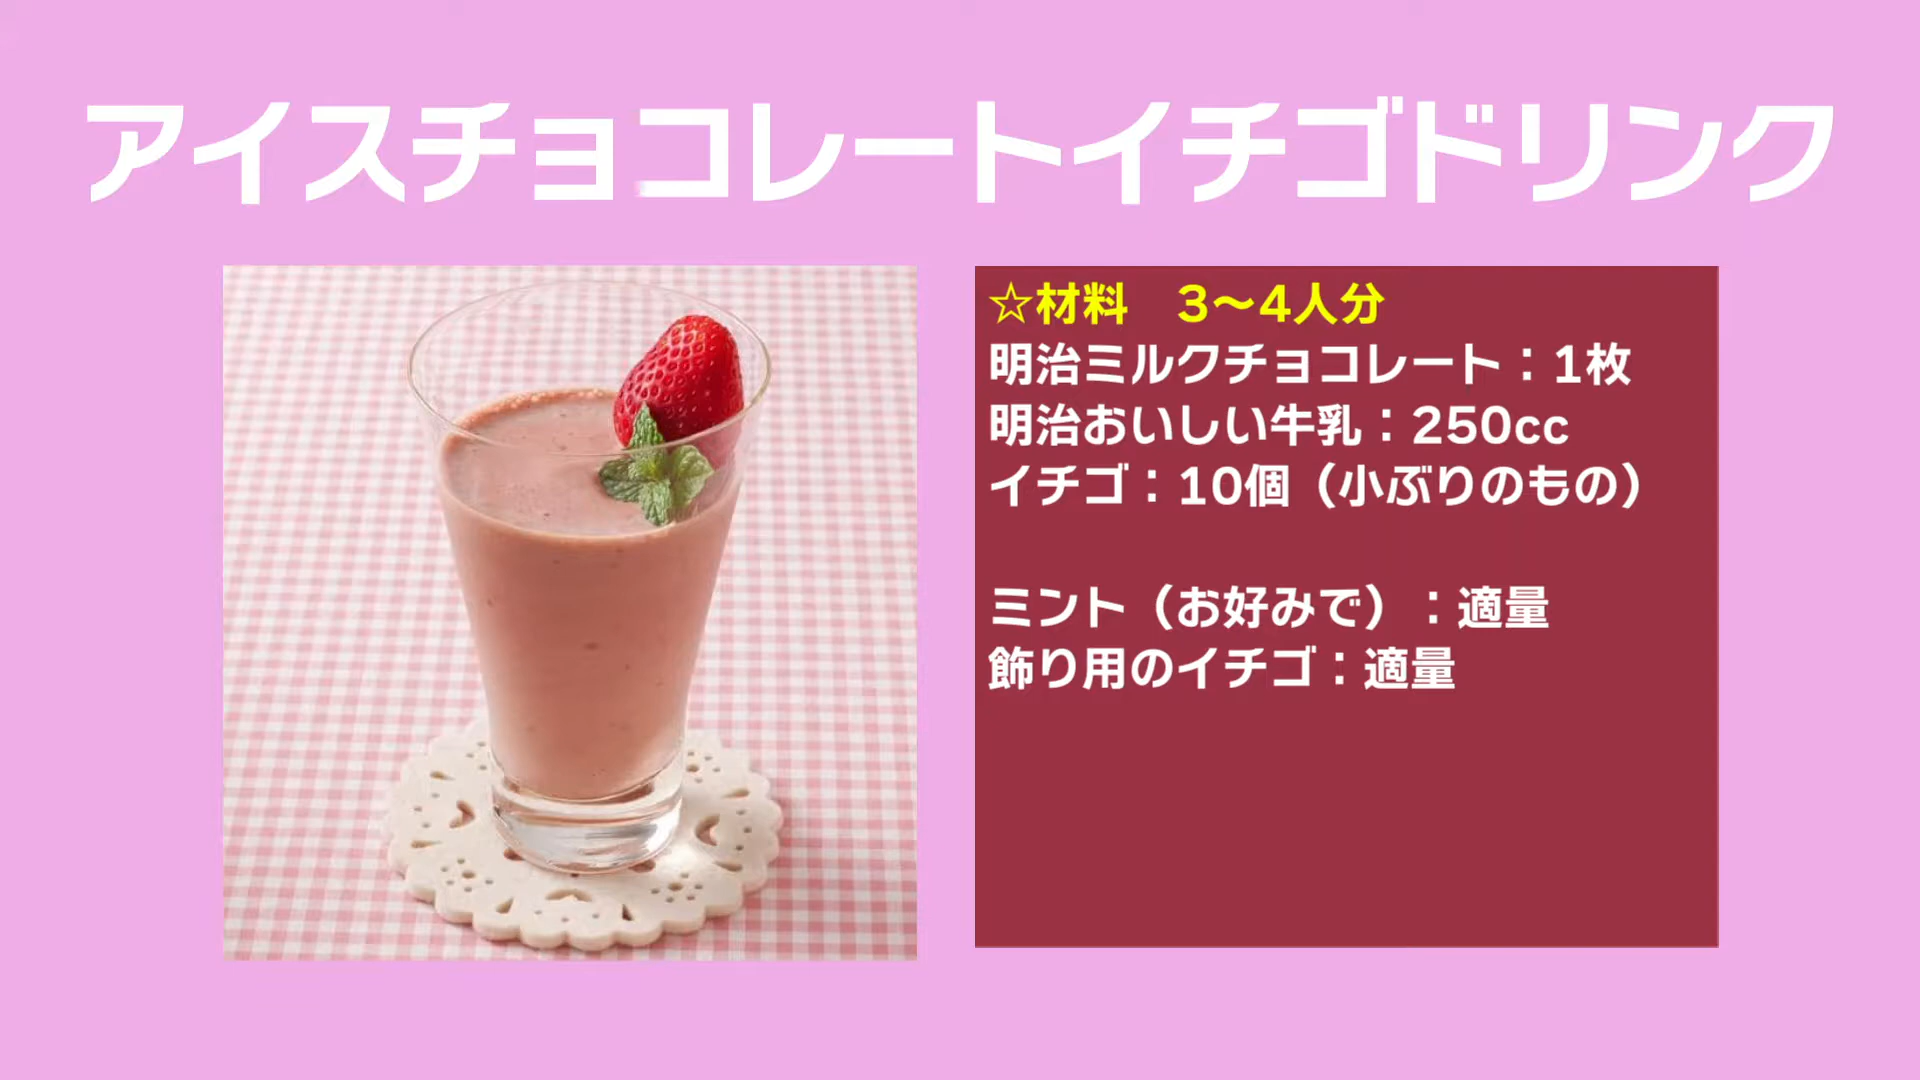 アイスチョコレートイチゴドリンク
☆材料　3〜4人分
明治ミルクチョコレート：1枚
明治おいしい牛乳：250cc
イチゴ：10個（小ぶりのもの）
ミント（お好みで）：適量
飾り用のイチゴ：適量